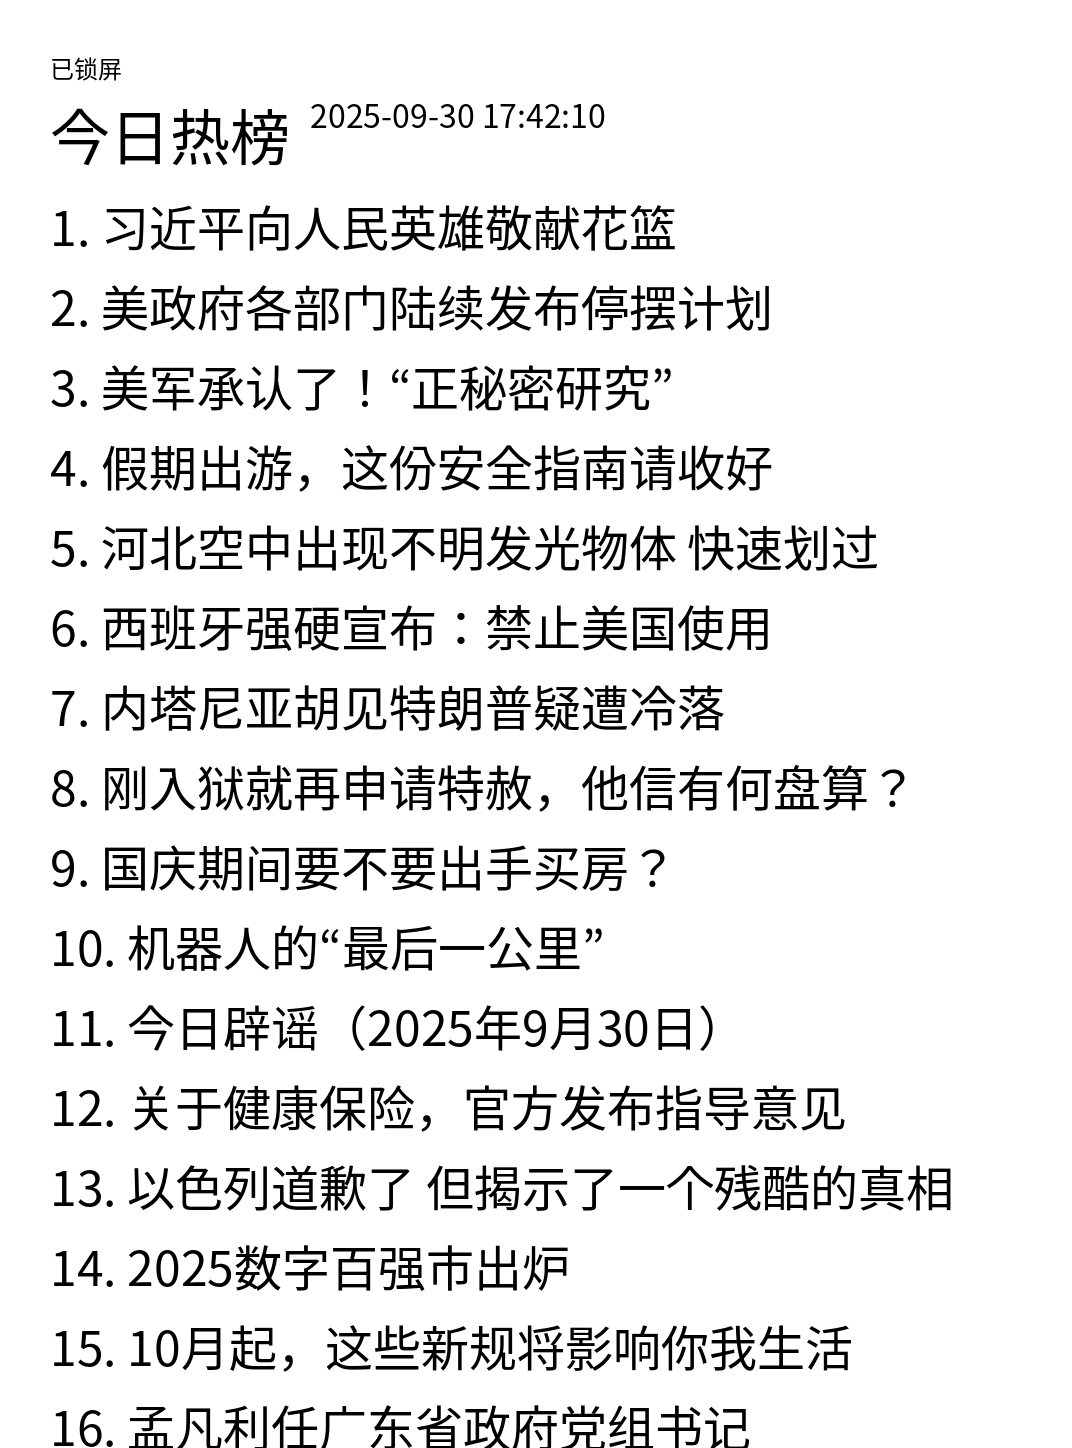 已锁屏
今日热榜 2025-09-30 17:42:10
1. 习近平向人民英雄敬献花篮
2. 美政府各部门陆续发布停摆计划
3. 美军承认了！“正秘密研究”
4. 假期出游，这份安全指南请收好
5. 河北空中出现不明发光物体 快速划过
6. 西班牙强硬宣布：禁止美国使用
7. 内塔尼亚胡见特朗普疑遭冷落
8. 刚入狱就再申请特赦，他信有何盘算？
9. 国庆期间要不要出手买房？
10. 机器人的“最后一公里”
11. 今日辟谣（2025年9月30日）
12. 关于健康保险，官方发布指导意见
13. 以色列道歉了 但揭示了一个残酷的真相
14. 2025数字百强市出炉
15. 10月起，这些新规将影响你我生活
16. 孟凡利任广东省政府党组书记